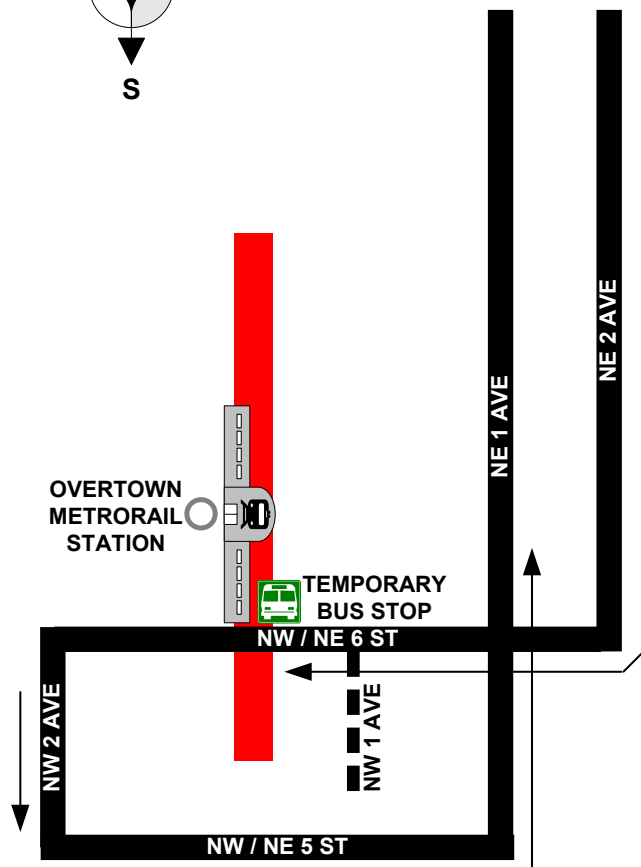 S
NE 2 AVE
NE 1 AVE
OVERTOWN
METRORAIL
STATION
TEMPORARY
BUS STOP
NW / NE 6 ST
NW 2 AVE
NW 1 AVE
NW / NE 5 ST